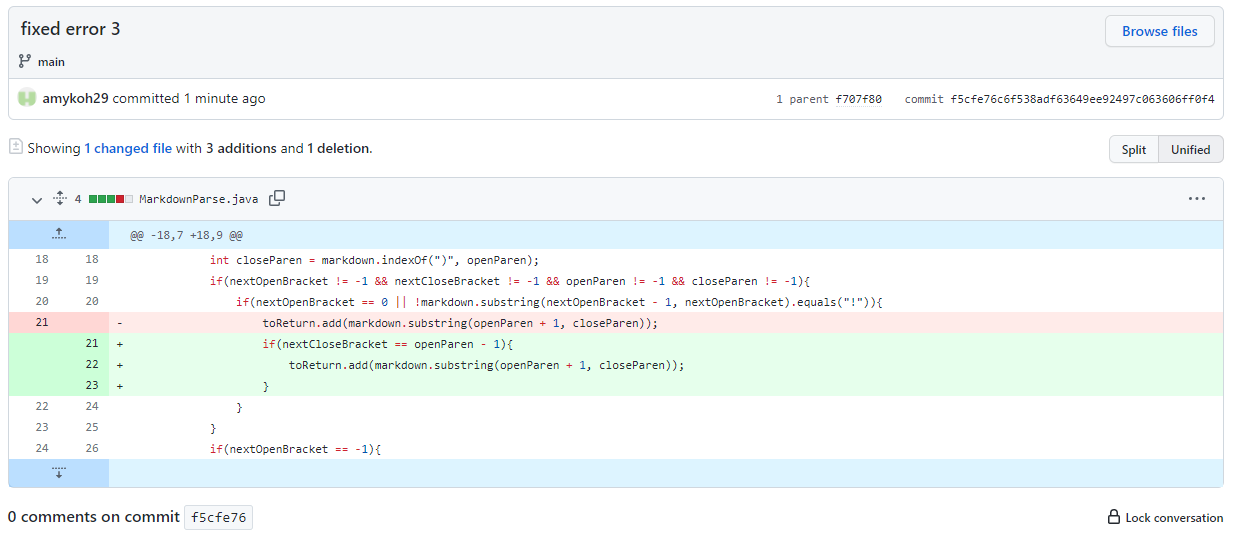 fixed error 3
Browse files
main
amykoh29 committed 1 minute ago
1 parent f707f80 commit f5cfe76c6f538adf63649ee92497c063606ff0f4
Showing 1 changed file with 3 additions and 1 deletion.
Split Unified
4 MarkdownParse.java
@@ -18,7 +18,9 @@
18 18 int closeParen = markdown.indexOf(")", openParen);
19 19 if(nextOpenBracket != -1 && nextCloseBracket != -1 && openParen != -1 && closeParen != -1){
20 20 if(nextOpenBracket == 0 || !markdown.substring(nextOpenBracket - 1, nextOpenBracket).equals("!")){
21 - toReturn.add(markdown.substring(openParen + 1, closeParen));
21 + if(nextCloseBracket == openParen - 1){
22 + toReturn.add(markdown.substring(openParen + 1, closeParen));
23 + }
22 24 }
23 25 }
24 26 if(nextOpenBracket == -1){
0 comments on commit f5cfe76
Lock conversation